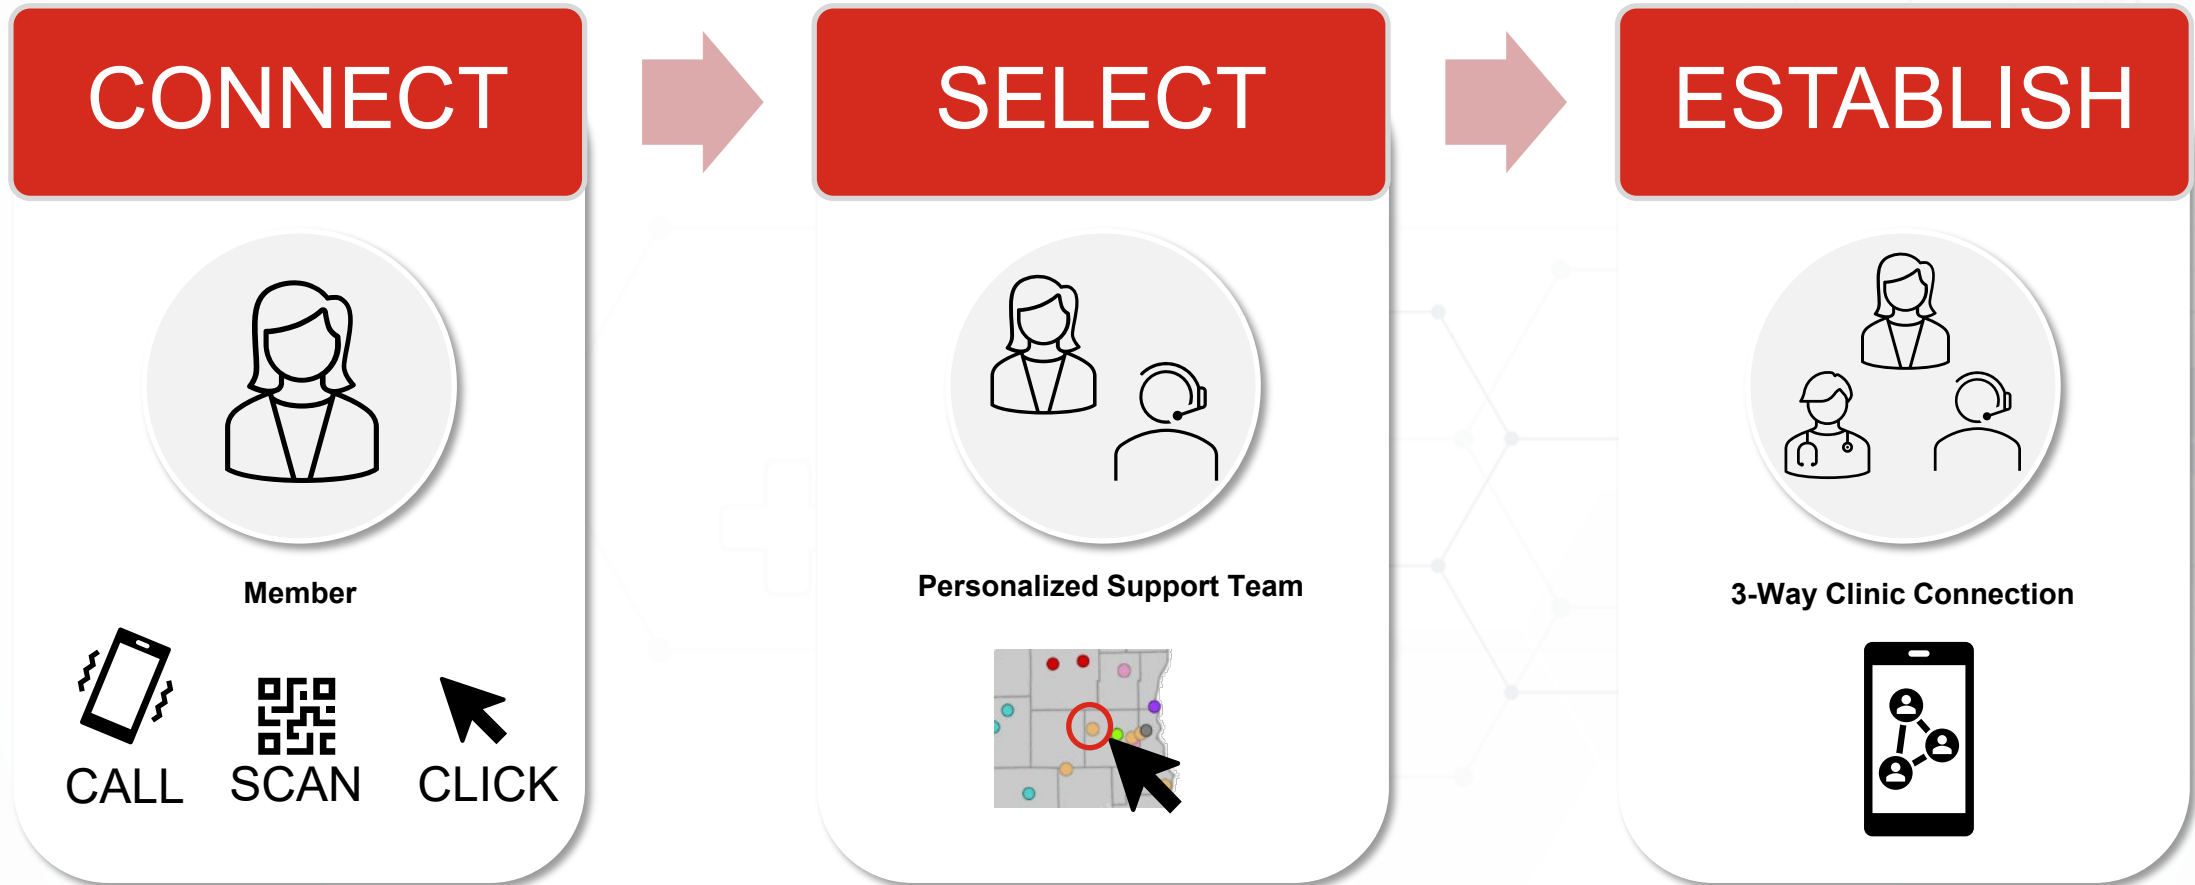 CONNECT
SELECT
ESTABLISH
Member
Personalized Support Team
3-Way Clinic Connection
CALL
SCAN
CLICK